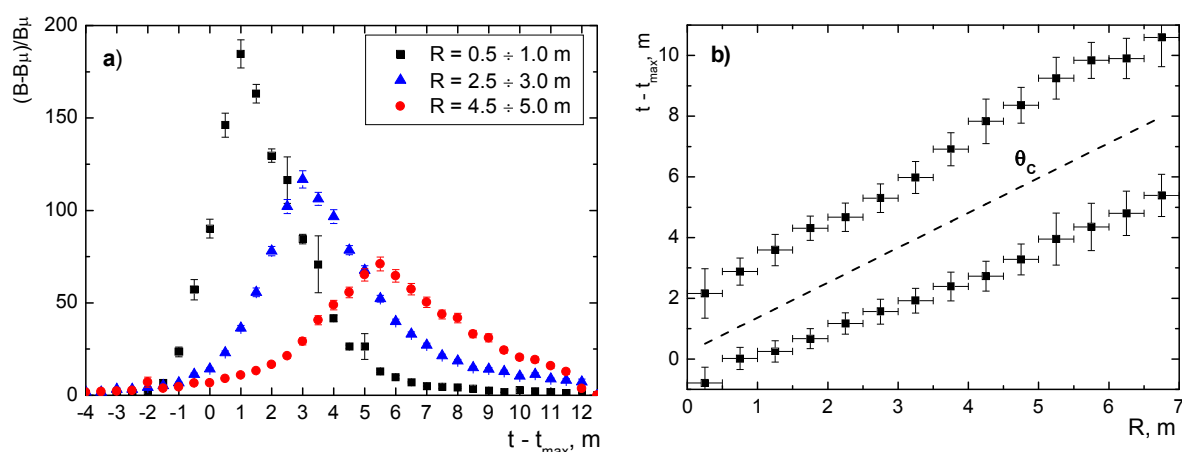 a)
(B-Bμ)/Bμ
R = 0.5 ÷ 1.0 m
R = 2.5 ÷ 3.0 m
R = 4.5 ÷ 5.0 m
200
150
100
50
0
-4 -3 -2 -1 0 1 2 3 4 5 6 7 8 9 10 11 12
t - tmax, m
b)
t - tmax, m
θc
10
8
6
4
2
0
0 1 2 3 4 5 6 7
R, m